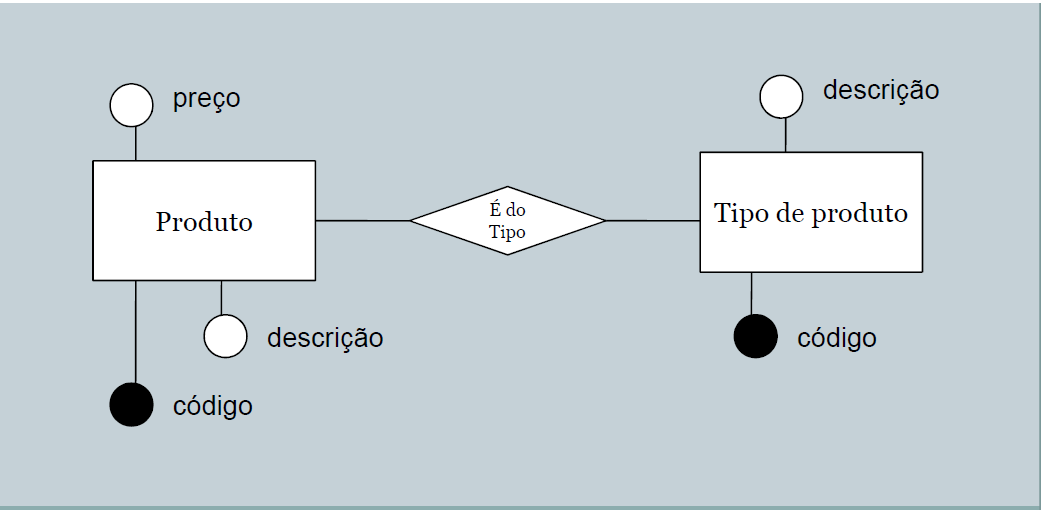 preço
descrição
Produto
É do
Tipo
Tipo de produto
descrição
código
código